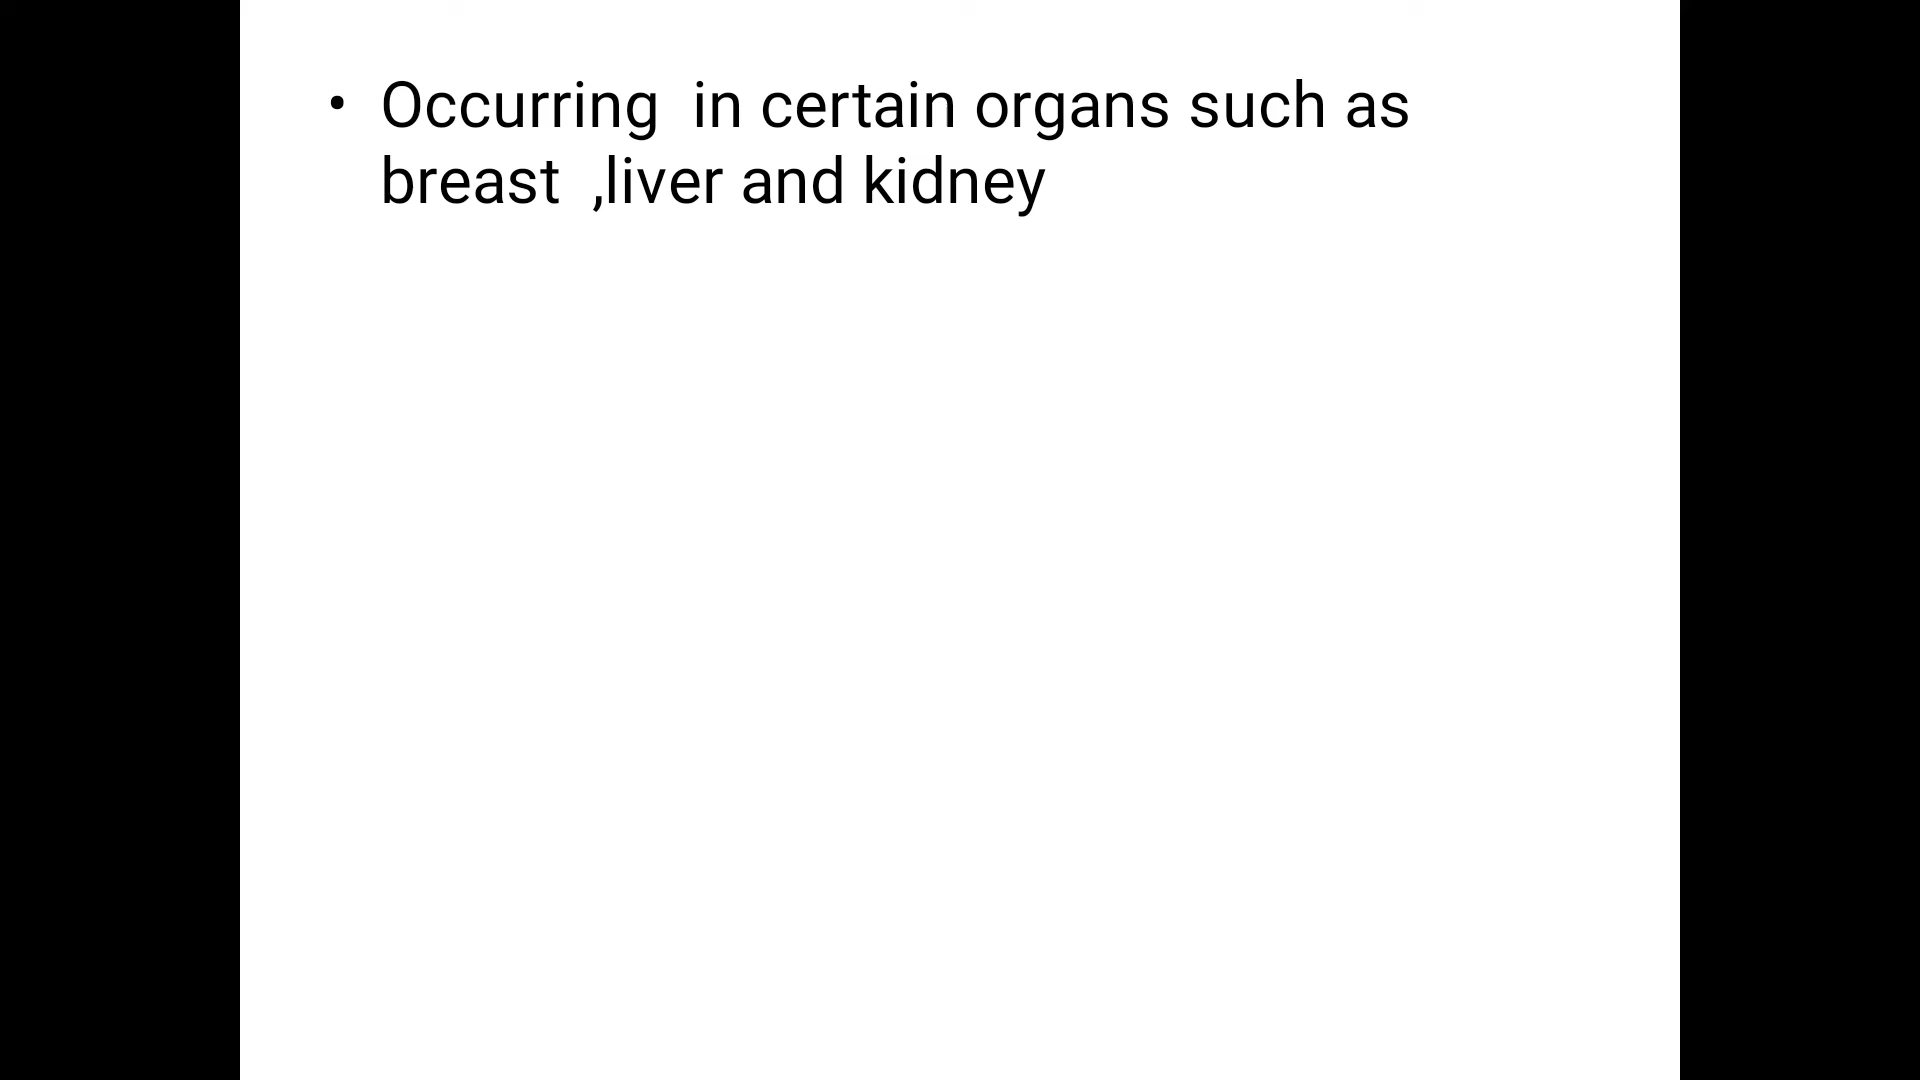 • Occurring  in certain organs such as
breast  ,liver and kidney